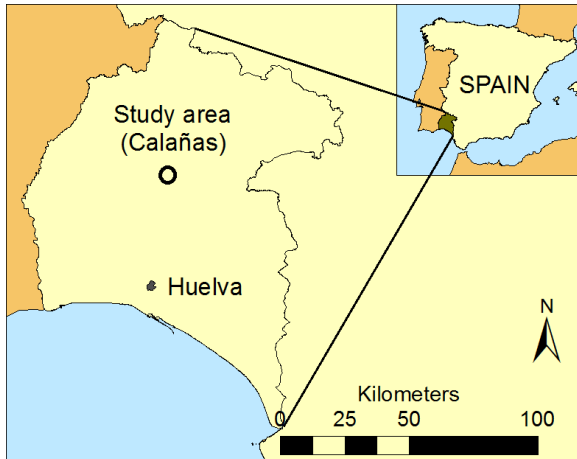 SPAIN
Study area
(Calañas)
Huelva
N
Kilometers
0 25 50 100